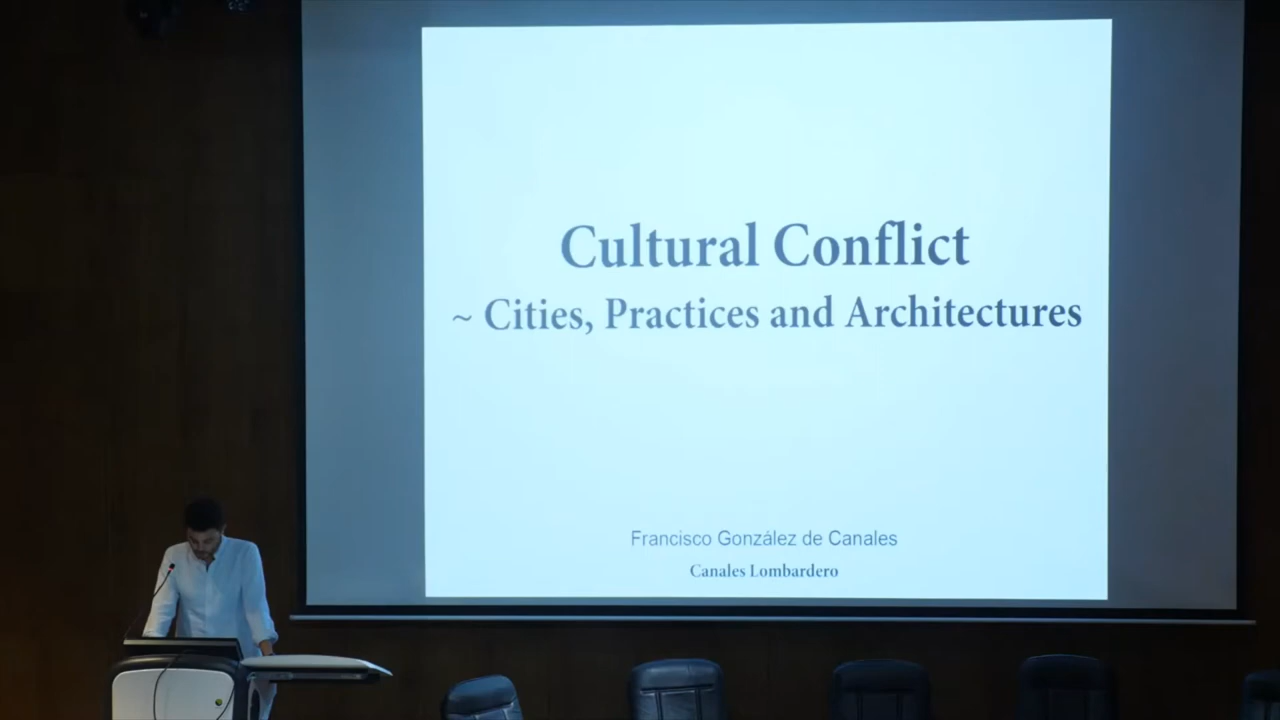 Cultural Conflict
~ Cities, Practices and Architectures
Francisco González de Canales
Canales Lombardero